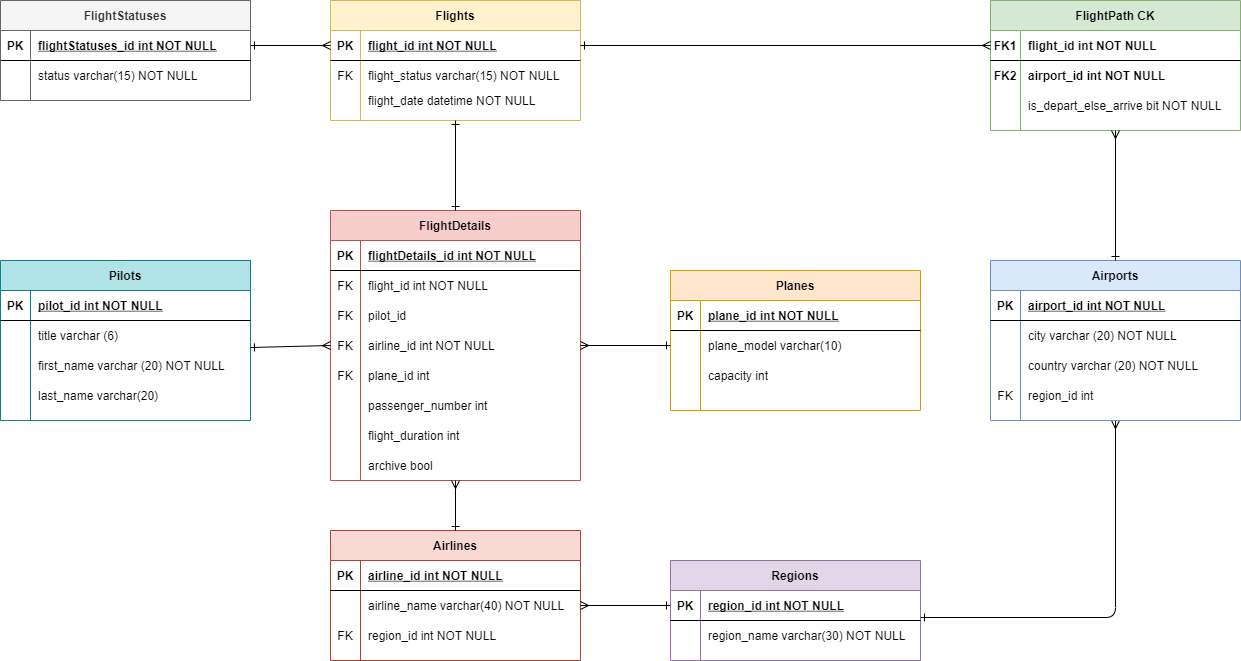 FlightStatuses
PK flightStatuses_id int NOT NULL
status varchar(15) NOT NULL
Flights
PK flight_id int NOT NULL
FK flight_status varchar(15) NOT NULL
flight_date datetime NOT NULL
FlightPath CK
FK1 flight_id int NOT NULL
FK2 airport_id int NOT NULL
is_depart_else_arrive bit NOT NULL
FlightDetails
PK flightDetails_id int NOT NULL
FK flight_id int NOT NULL
FK pilot_id
FK airline_id int NOT NULL
FK plane_id int
passenger_number int
flight_duration int
archive bool
Pilots
PK pilot_id int NOT NULL
title varchar (6)
first_name varchar (20) NOT NULL
last_name varchar(20)
Planes
PK plane_id int NOT NULL
plane_model varchar(10)
capacity int
Airports
PK airport_id int NOT NULL
city varchar (20) NOT NULL
country varchar (20) NOT NULL
FK region_id int
Airlines
PK airline_id int NOT NULL
airline_name varchar(40) NOT NULL
FK region_id int NOT NULL
Regions
PK region_id int NOT NULL
region_name varchar(30) NOT NULL